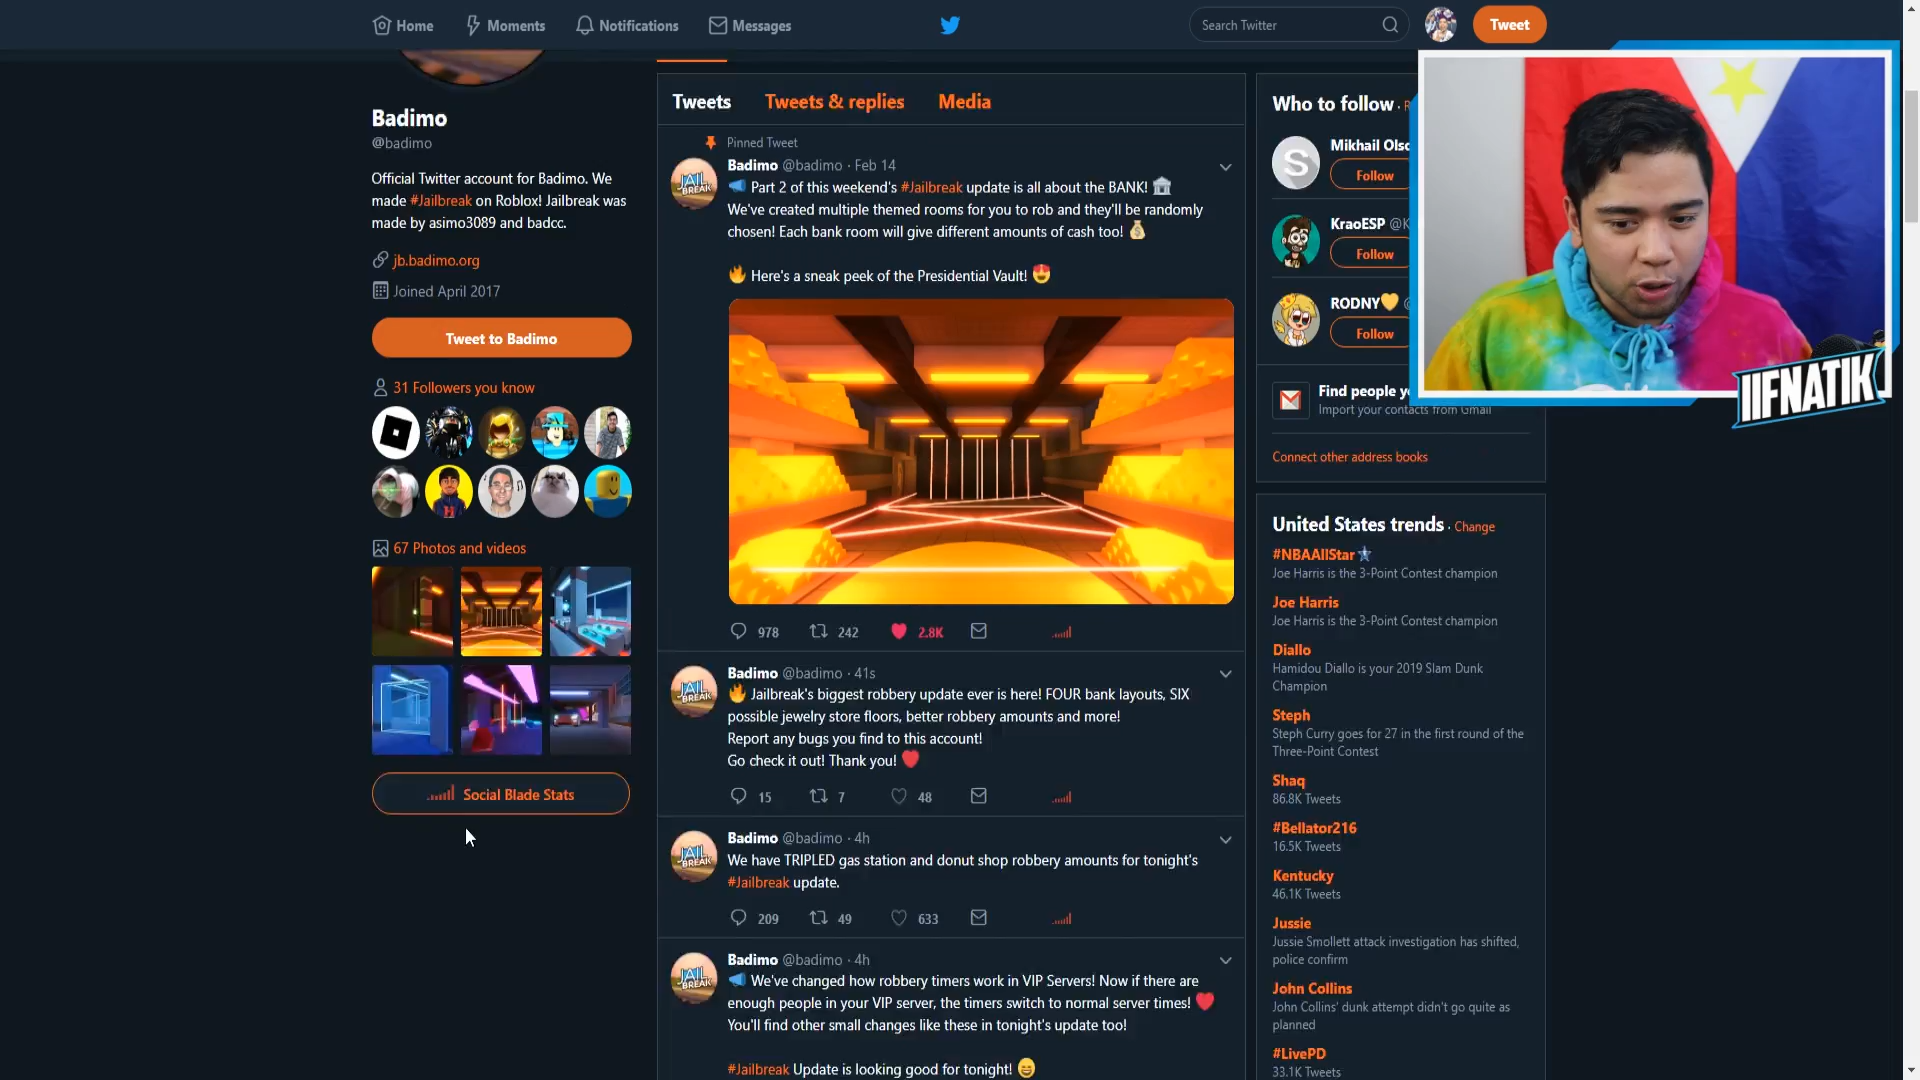 Home
Moments
Notifications
Messages
Search Twitter
Tweet
Badimo
@badimo
Official Twitter account for Badimo. We
made #Jailbreak on Roblox! Jailbreak was
made by asimo3089 and badcc.
jb.badimo.org
Joined April 2017
Tweet to Badimo
31 Followers you know
67 Photos and videos
Social Blade Stats
Tweets
Tweets & replies
Media
Pinned Tweet
JAIL
BREAK
Badimo @badimo · Feb 14
Part 2 of this weekend's #Jailbreak update is all about the BANK!
We've created multiple themed rooms for you to rob and they'll be randomly
chosen! Each bank room will give different amounts of cash too!
Here's a sneak peek of the Presidential Vault!
978
242
2.8K
JAIL
BREAK
Badimo @badimo · 41s
Jailbreak's biggest robbery update ever is here! FOUR bank layouts, SIX
possible jewelry store floors, better robbery amounts and more!
Report any bugs you find to this account!
Go check it out! Thank you!
15
7
48
JAIL
BREAK
Badimo @badimo · 4h
We have TRIPLED gas station and donut shop robbery amounts for tonight's
#Jailbreak update.
209
49
633
JAIL
BREAK
Badimo @badimo · 4h
We've changed how robbery timers work in VIP Servers! Now if there are
enough people in your VIP server, the timers switch to normal server times!
You'll find other small changes like these in tonight's update too!
#Jailbreak Update is looking good for tonight!
Who to follow ·
S
Mikhail
Follow
KraoESP
Follow
RODNY
Follow
Find people
Import your contacts from Gmail
Connect other address books
IIFNATIK
United States trends · Change
#NBAAllStar
Joe Harris is the 3-Point Contest champion
Joe Harris
Joe Harris is the 3-Point Contest champion
Diallo
Hamidou Diallo is your 2019 Slam Dunk
Champion
Steph
Steph Curry goes for 27 in the first round of the
Three-Point Contest
Shaq
86.8K Tweets
#Bellator216
16.5K Tweets
Kentucky
46.1K Tweets
Jussie
Jussie Smollett attack investigation has shifted,
police confirm
John Collins
John Collins' dunk attempt didn't go quite as
planned
#LivePD
33.1K Tweets